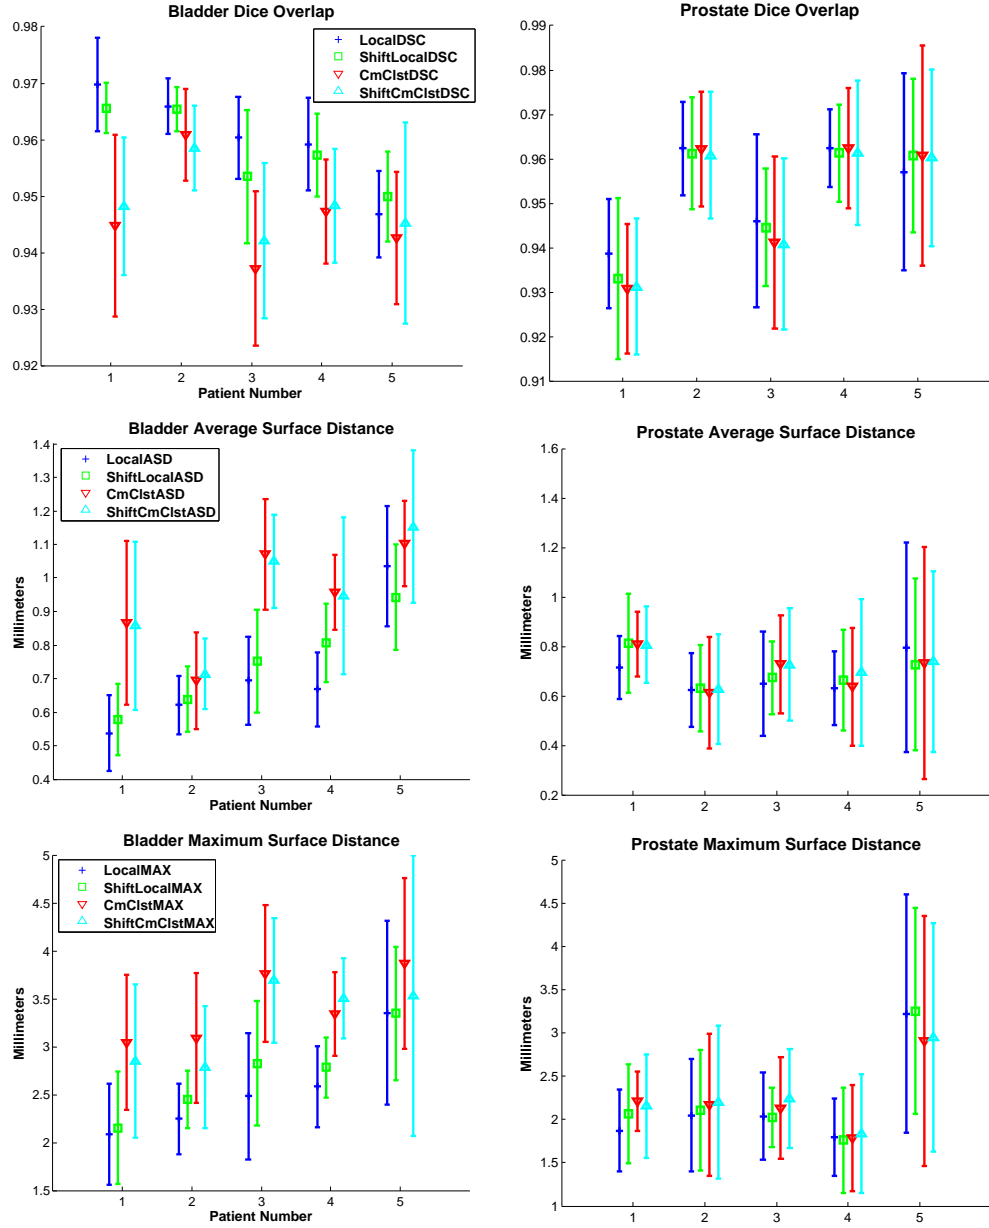 Bladder Dice Overlap
0.98
0.97
0.96
0.95
0.94
0.93
0.92
LocalDSC
ShiftLocalDSC
CmClstDSC
ShiftCmClstDSC
1 2 3 4 5
Patient Number
Prostate Dice Overlap
0.99
0.98
0.97
0.96
0.95
0.94
0.93
0.92
0.91
1 2 3 4 5
Bladder Average Surface Distance
Millimeters
1.4
1.3
1.2
1.1
1
0.9
0.8
0.7
0.6
0.5
0.4
LocalASD
ShiftLocalASD
CmClstASD
ShiftCmClstASD
1 2 3 4 5
Patient Number
Prostate Average Surface Distance
Millimeters
1.6
1.4
1.2
1
0.8
0.6
0.4
0.2
1 2 3 4 5
Bladder Maximum Surface Distance
Millimeters
5
4.5
4
3.5
3
2.5
2
1.5
LocalMAX
ShiftLocalMAX
CmClstMAX
ShiftCmClstMAX
1 2 3 4 5
Patient Number
Prostate Maximum Surface Distance
Millimeters
5
4.5
4
3.5
3
2.5
2
1.5
1
1 2 3 4 5